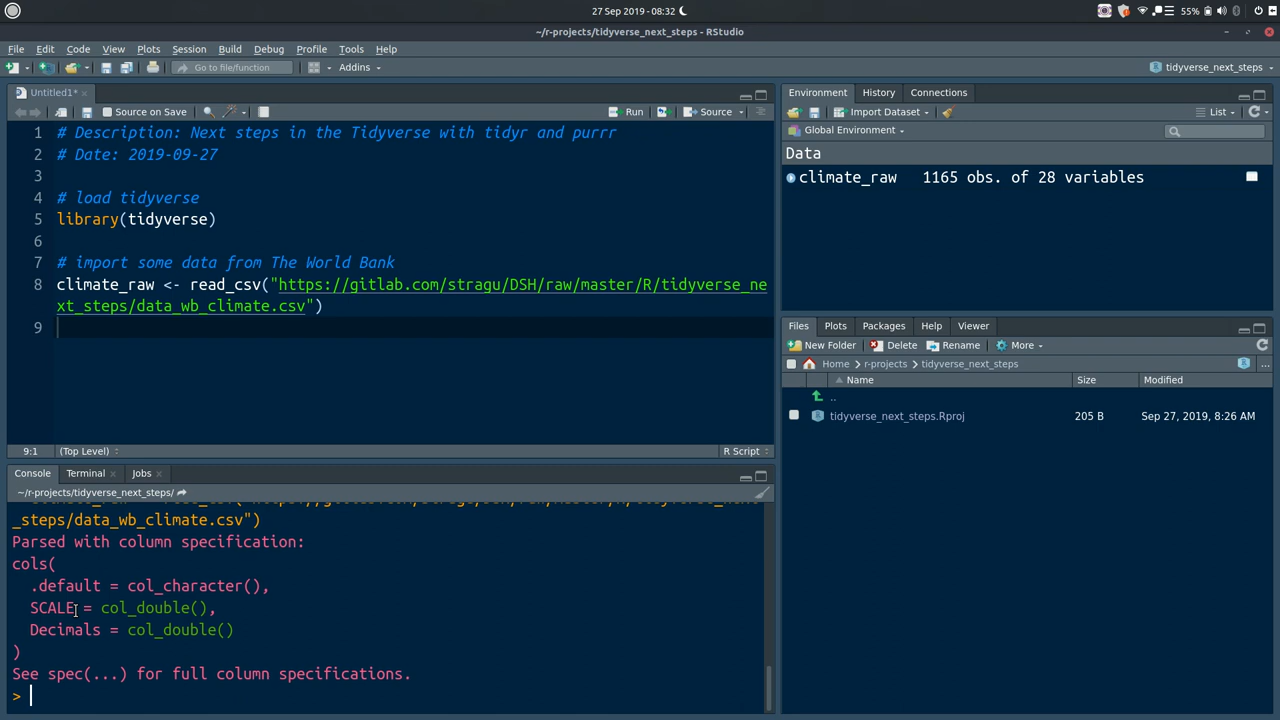 27 Sep 2019 - 08:32
55%
~/r-projects/tidyverse_next_steps - RStudio
File Edit Code View Plots Session Build Debug Profile Tools Help
Go to file/function
Addins
tidyverse_next_steps
Untitled1*
Source on Save
Run
Source
1 # Description: Next steps in the Tidyverse with tidyr and purrr
2 # Date: 2019-09-27
3
4 # load tidyverse
5 library(tidyverse)
6
7 # import some data from The World Bank
8 climate_raw <- read_csv("https://gitlab.com/stragu/DSH/raw/master/R/tidyverse_ne
xt_steps/data_wb_climate.csv")
9
9:1 (Top Level)
R Script
Console Terminal Jobs
~/r-projects/tidyverse_next_steps/
_steps/data_wb_climate.csv")
Parsed with column specification:
cols(
.default = col_character(),
SCALE = col_double(),
Decimals = col_double()
)
See spec(...) for full column specifications.
>
Environment History Connections
Import Dataset
List
Global Environment
Data
climate_raw 1165 obs. of 28 variables
Files Plots Packages Help Viewer
New Folder Delete Rename More
Home r-projects tidyverse_next_steps
...
Name Size Modified
..
tidyverse_next_steps.Rproj 205 B Sep 27, 2019, 8:26 AM